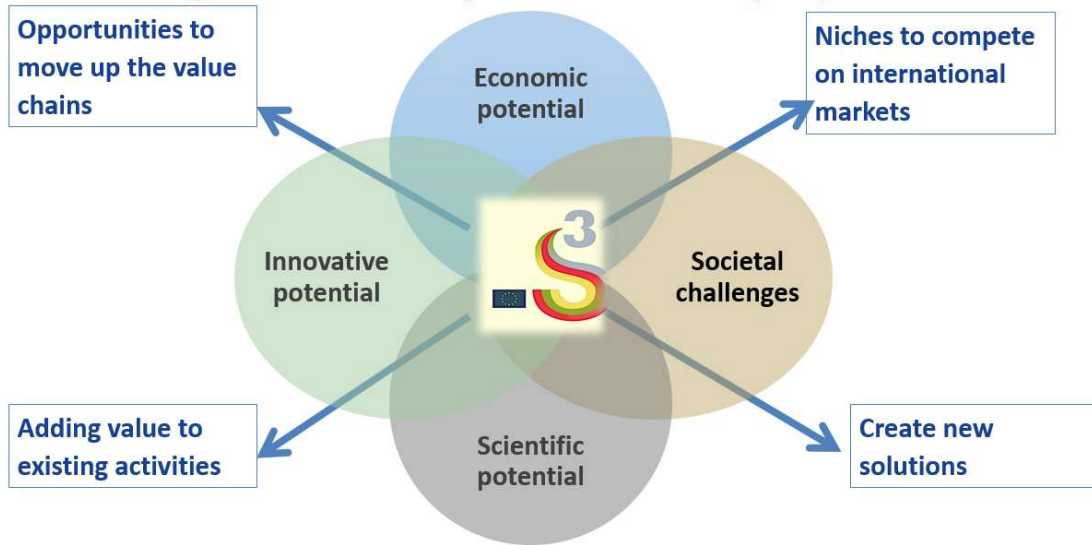 Opportunities to
move up the value
chains
Economic
potential
Niches to compete
on international
markets
Innovative
potential
S3
Societal
challenges
Adding value to
existing activities
Scientific
potential
Create new
solutions